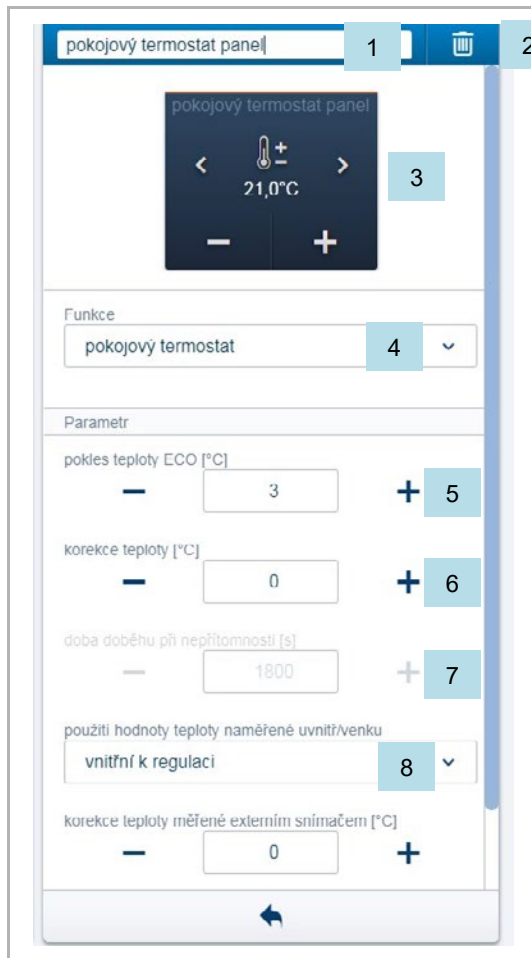 pokojový termostat panel 1 2
pokojový termostat panel
21,0°C
3
Funkce
pokojový termostat 4
Parametr
pokles teploty ECO [°C]
− 3 + 5
korekce teploty [°C]
− 0 + 6
doba doběhu při nepřítomnosti [s]
− 1800 + 7
použití hodnoty teploty naměřené uvnitř/venku
vnitřní k regulaci 8
korekce teploty měřené externím snímačem [°C]
− 0 +